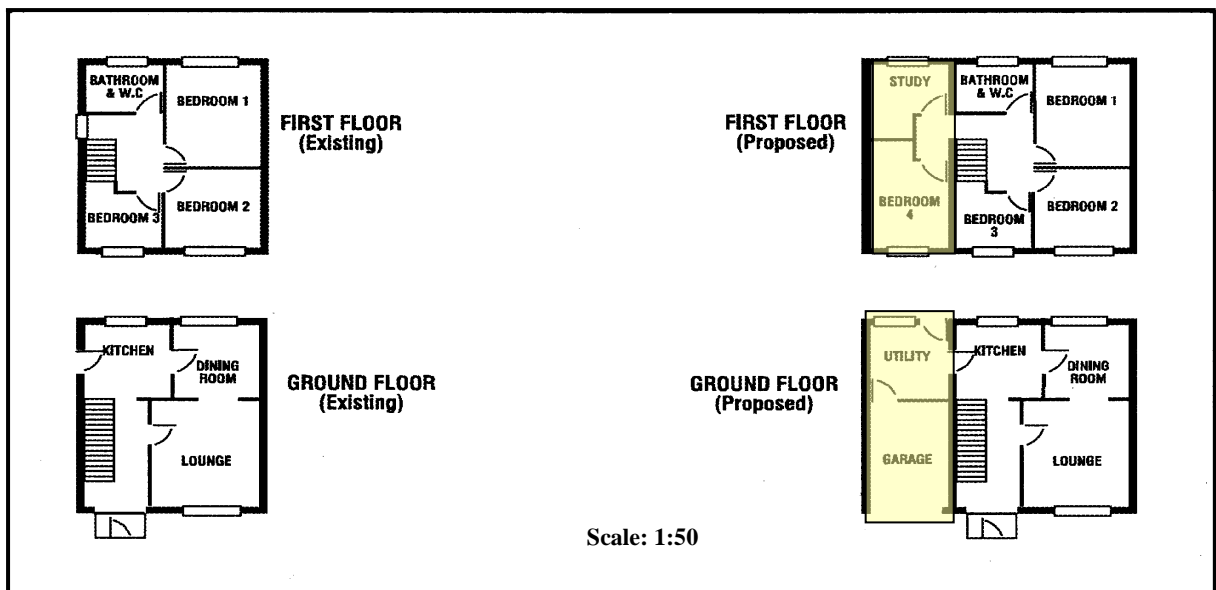 BATHROOM
& W.C
BEDROOM 1
BEDROOM 3
BEDROOM 2
FIRST FLOOR
(Existing)
FIRST FLOOR
(Proposed)
STUDY
BATHROOM
& W.C
BEDROOM 1
BEDROOM
4
BEDROOM
3
BEDROOM 2
KITCHEN
DINING
ROOM
LOUNGE
GROUND FLOOR
(Existing)
GROUND FLOOR
(Proposed)
UTILITY
KITCHEN
DINING
ROOM
GARAGE
LOUNGE
Scale: 1:50